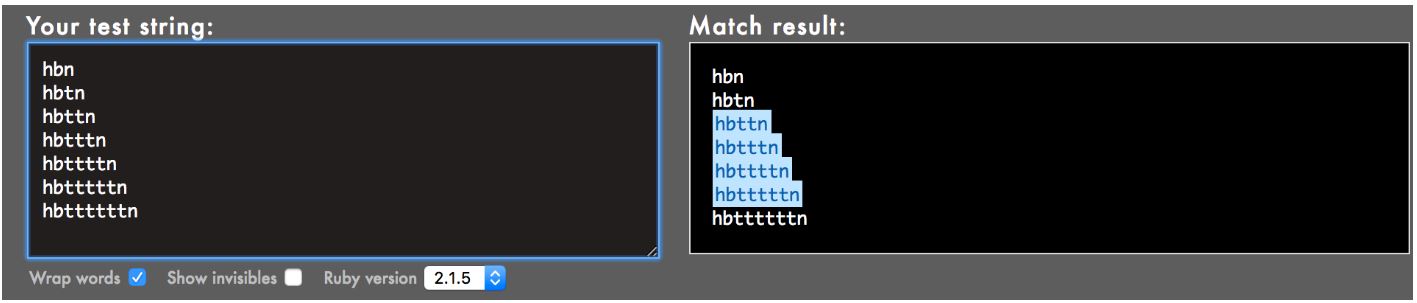 Your test string:
hbn
hbtn
hbttn
hbtttn
hbttttn
hbtttttn
hbttttttn
Wrap words Show invisibles Ruby version 2.1.5
Match result:
hbn
hbtn
hbttn
hbtttn
hbttttn
hbtttttn
hbttttttn